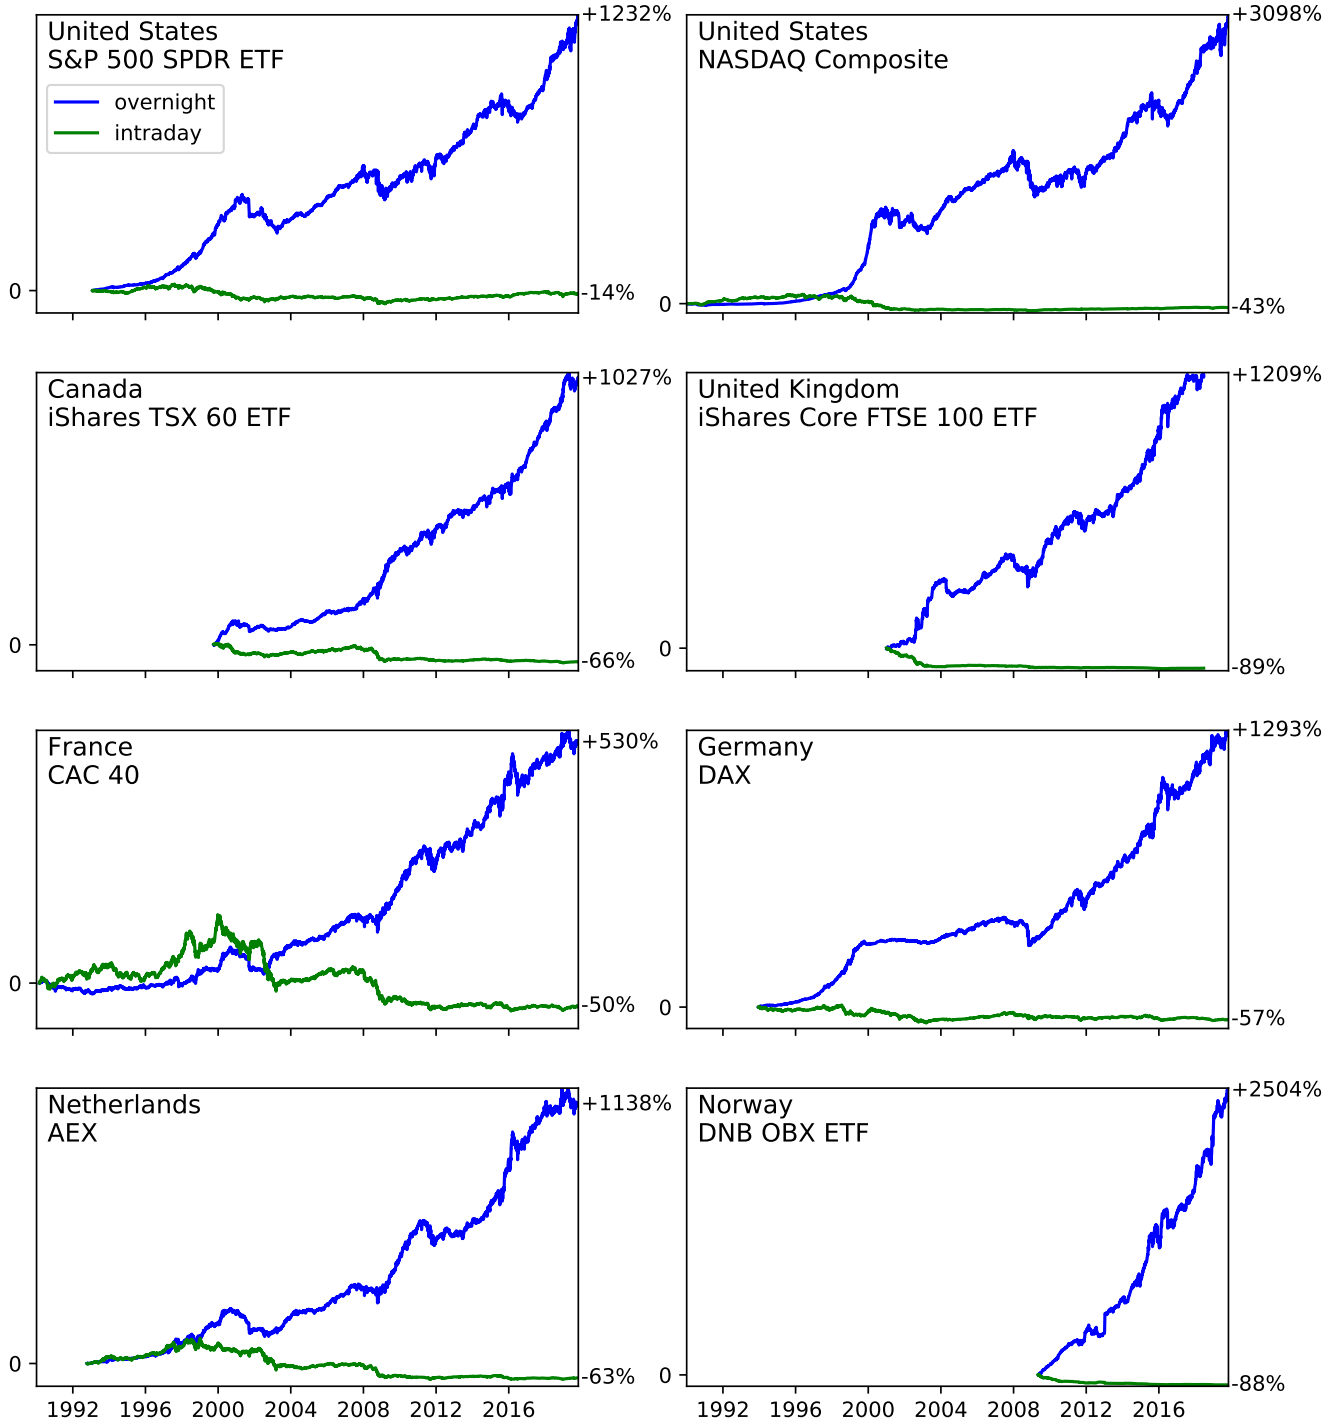 United States
S&P 500 SPDR ETF
overnight
intraday
0
+1232%
-14%
United States
NASDAQ Composite
0
+3098%
-43%
Canada
iShares TSX 60 ETF
0
+1027%
-66%
United Kingdom
iShares Core FTSE 100 ETF
0
+1209%
-89%
France
CAC 40
0
+530%
-50%
Germany
DAX
0
+1293%
-57%
Netherlands
AEX
0
+1138%
-63%
1992 1996 2000 2004 2008 2012 2016
Norway
DNB OBX ETF
0
+2504%
-88%
1992 1996 2000 2004 2008 2012 2016